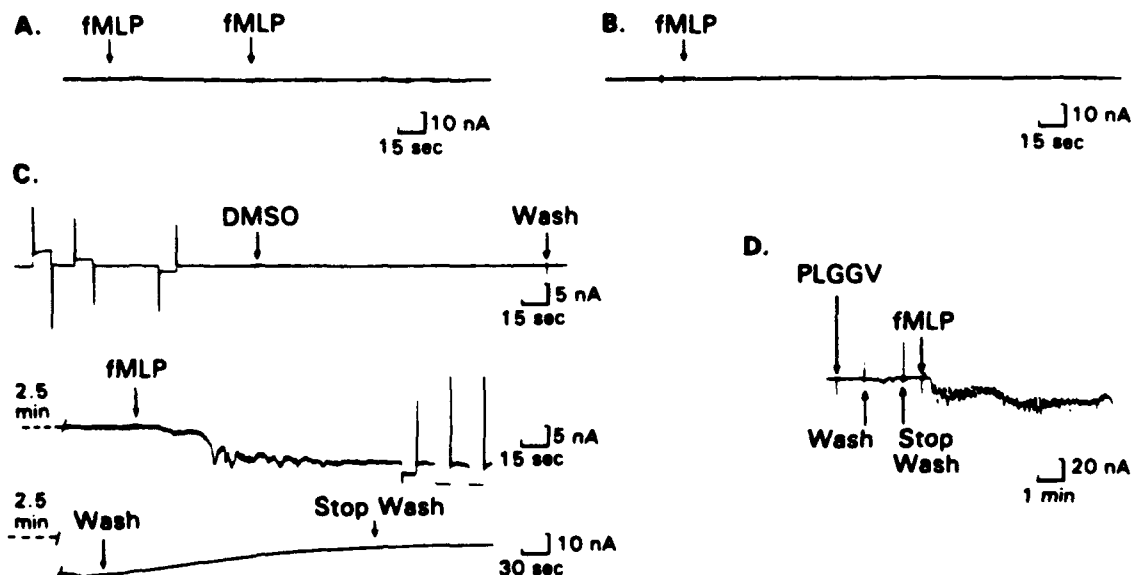 A.
fMLP
fMLP
10 nA
15 sec
B.
fMLP
10 nA
15 sec
C.
DMSO
Wash
5 nA
15 sec
2.5
min
fMLP
5 nA
15 sec
2.5
min
Wash
Stop Wash
10 nA
30 sec
D.
PLGGV
fMLP
Wash
Stop
Wash
20 nA
1 min